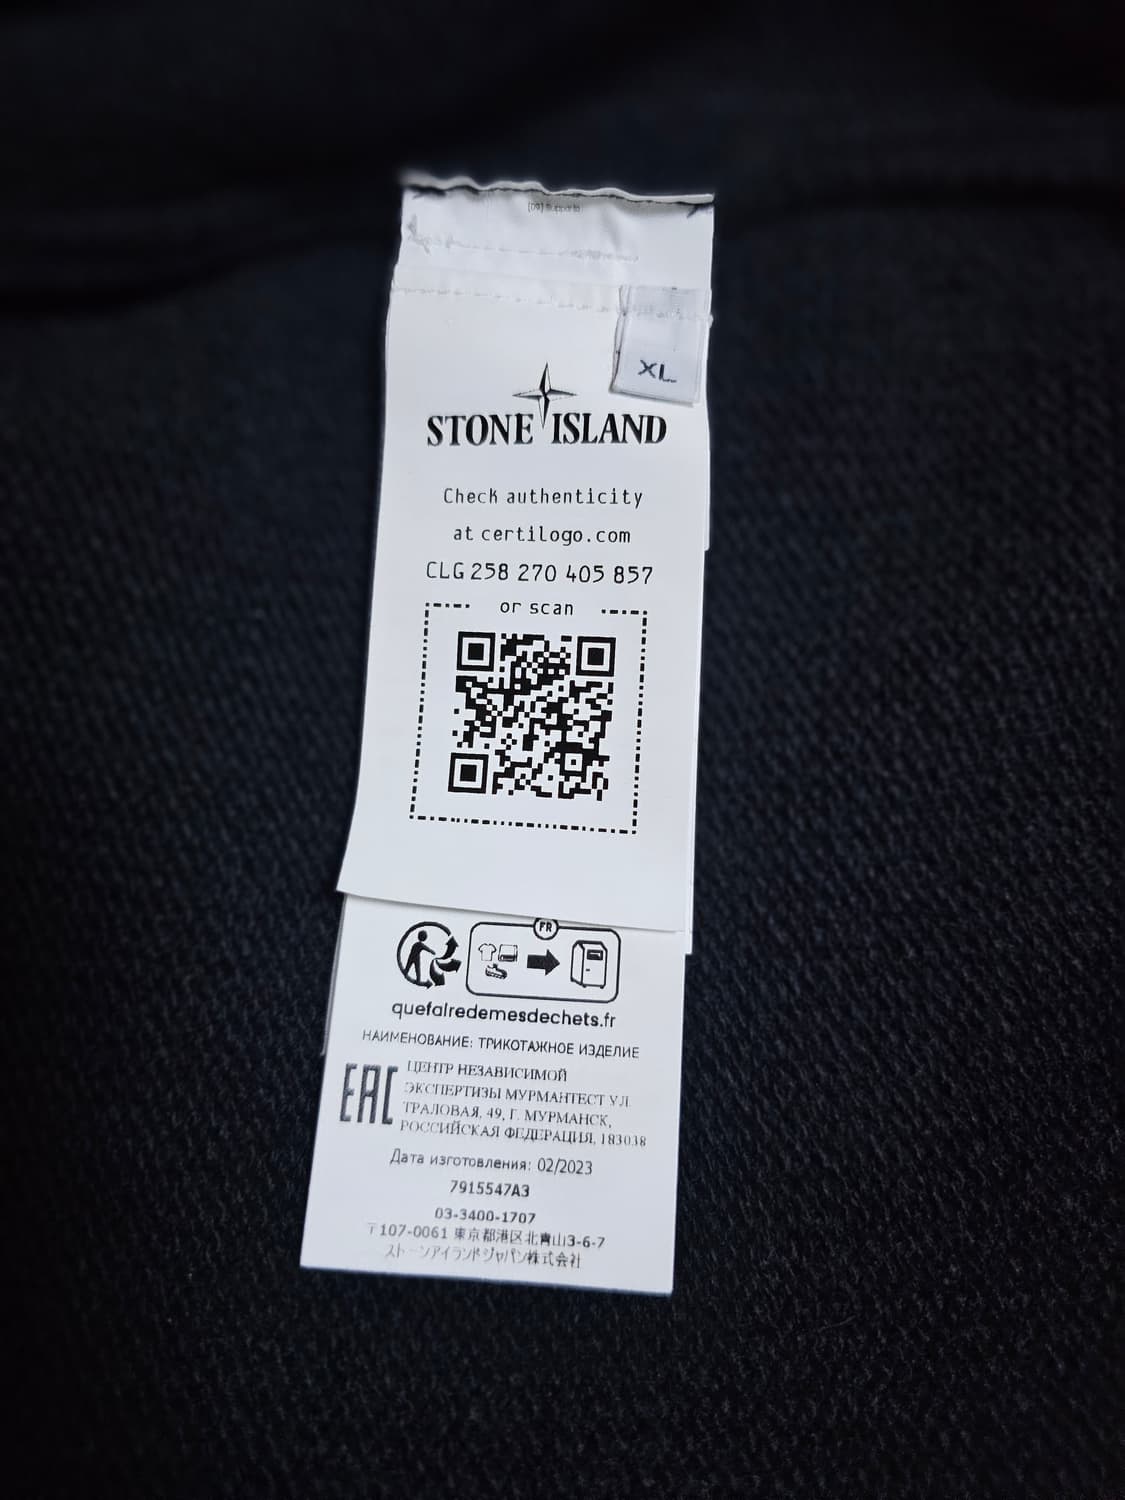 XL
STONE ISLAND
Check authenticity
at certilogo.com
CLG 258 270 405 857
or scan
FR
quefairedemesdechets.fr
НАИМЕНОВАНИЕ: ТРИКОТАЖНОЕ ИЗДЕЛИЕ
EAC
ЦЕНТР НЕЗАВИСИМОЙ
ЭКСПЕРТИЗЫ МУРМАНТЕСТ УЛ.
ТРАЛОВАЯ, 49, Г. МУРМАНСК,
РОССИЙСКАЯ ФЕДЕРАЦИЯ, 183038
Дата изготовления: 02/2023
7915547A3
03-3400-1707
〒107-0061 東京都港区北青山3-6-7
ストーンアイランドジャパン株式会社